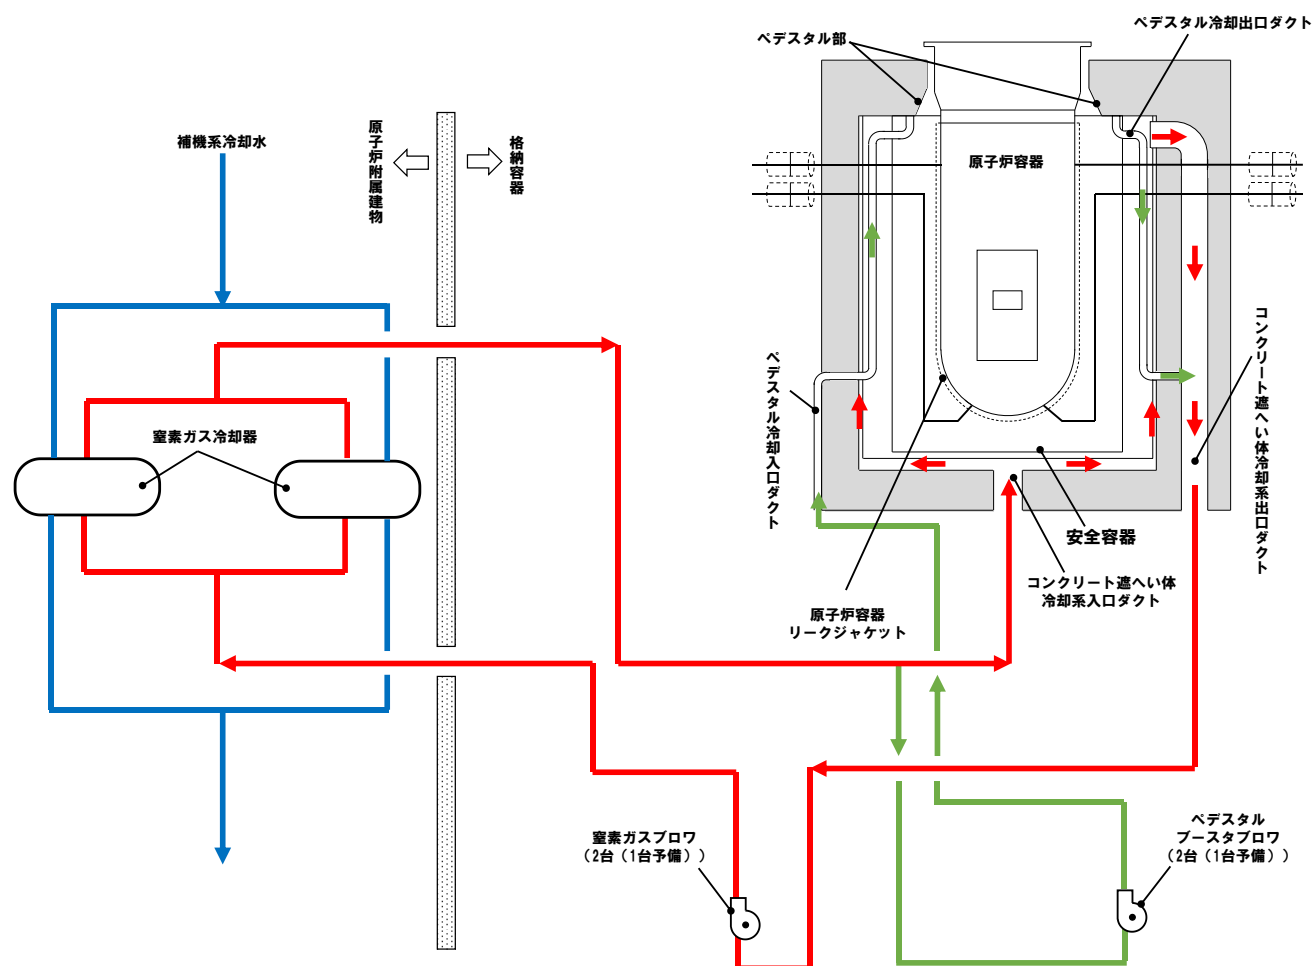 ペデスタル冷却出口ダクト
ペデスタル部
補機系冷却水
原子炉附属建物
格納容器
原子炉容器
コンクリート遮へい体冷却系出口ダクト
ペデスタル冷却入口ダクト
窒素ガス冷却器
安全容器
コンクリート遮へい体
冷却系入口ダクト
原子炉容器
リークジャケット
窒素ガスブロワ
（2台（1台予備））
ペデスタル
ブースタブロワ
（2台（1台予備））